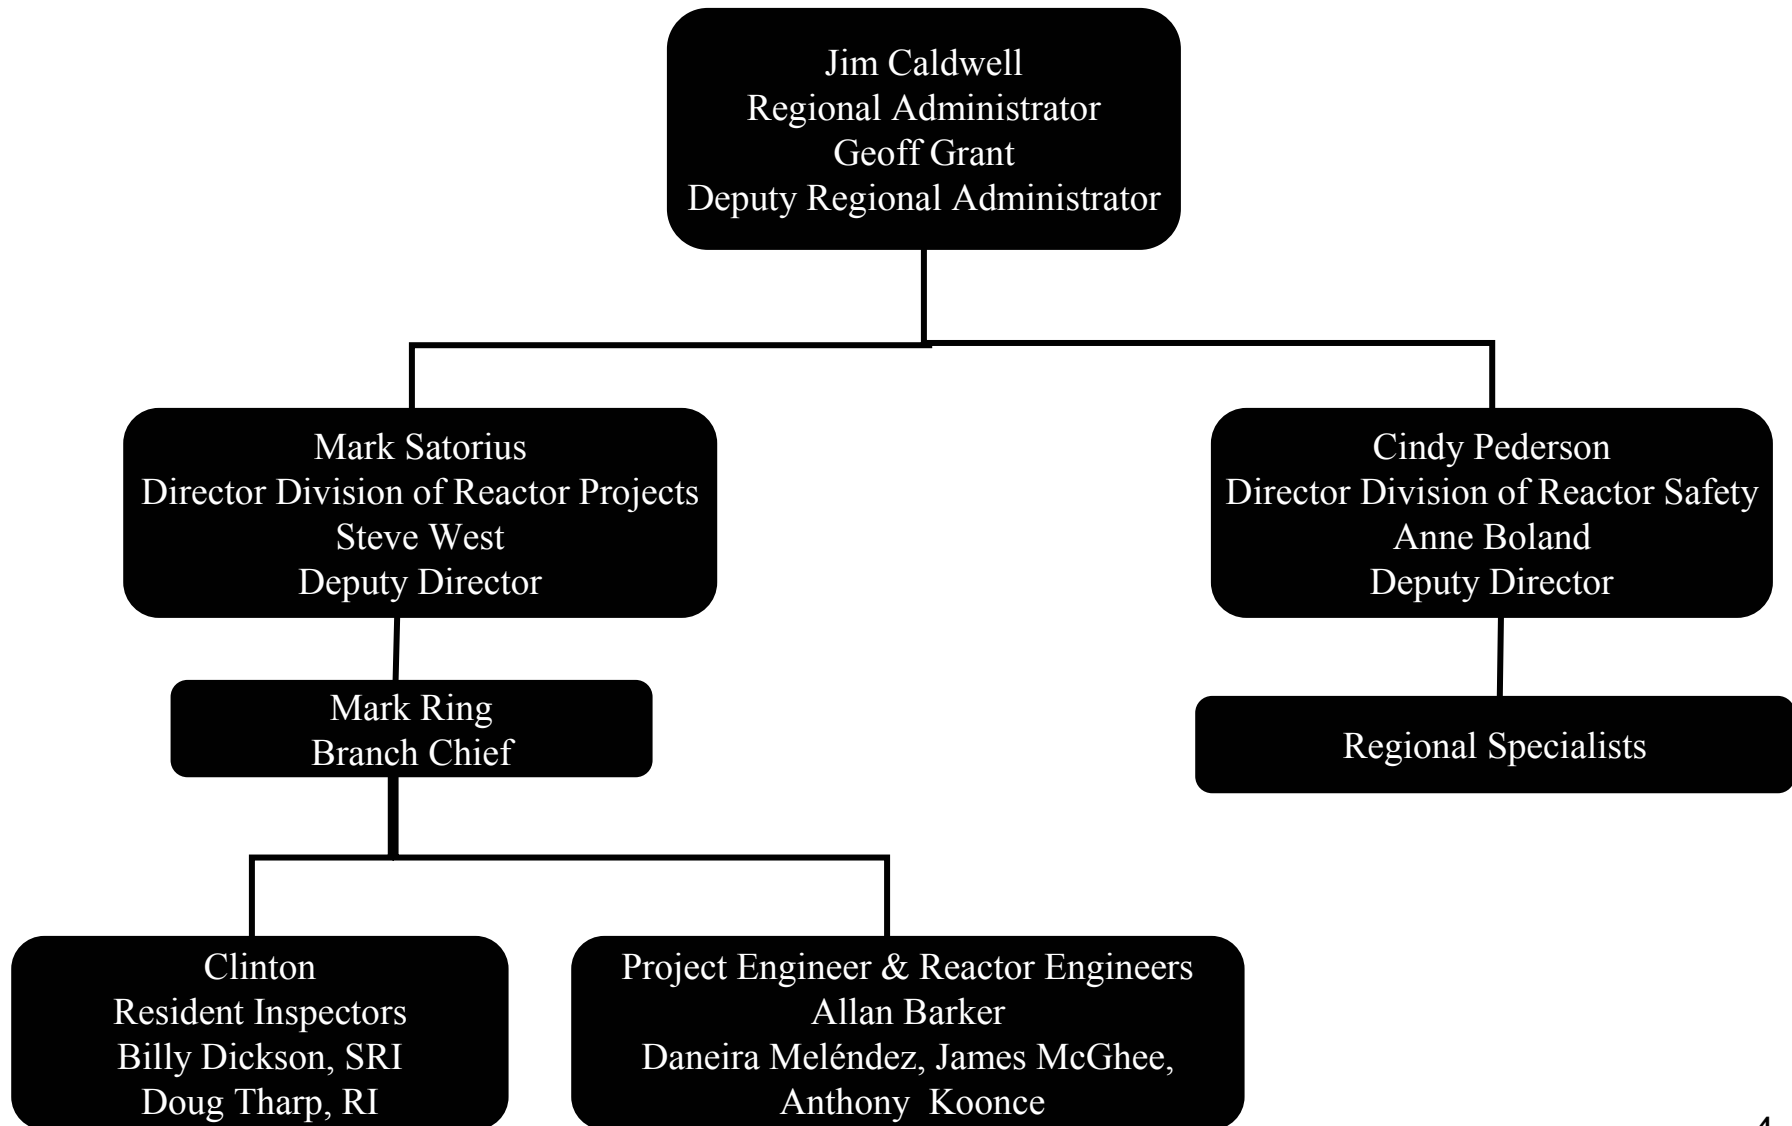 Jim Caldwell
Regional Administrator
Geoff Grant
Deputy Regional Administrator
Mark Satorius
Director Division of Reactor Projects
Steve West
Deputy Director
Cindy Pederson
Director Division of Reactor Safety
Anne Boland
Deputy Director
Mark Ring
Branch Chief
Regional Specialists
Clinton
Resident Inspectors
Billy Dickson, SRI
Doug Tharp, RI
Project Engineer & Reactor Engineers
Allan Barker
Daneira Meléndez, James McGhee,
Anthony  Koonce
4